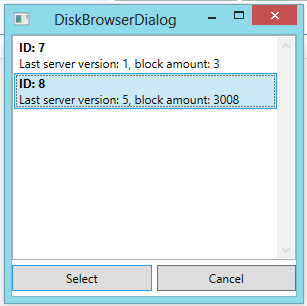 DiskBrowserDialog
ID: 7
Last server version: 1, block amount: 3
ID: 8
Last server version: 5, block amount: 3008
Select
Cancel